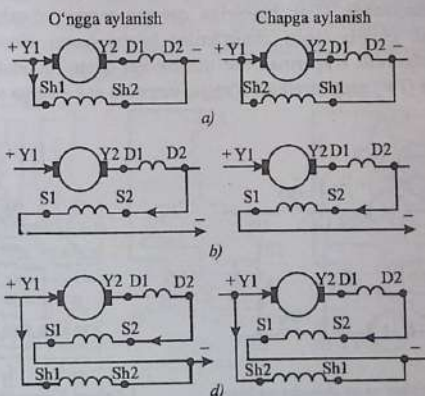 O'ngga aylanish Chapga aylanish
+ Y1 Y2 D1 D2 − + Y1 Y2 D1 D2 −
Sh1 Sh2 Sh2 Sh1
a)
+ Y1 Y2 D1 D2 + Y1 Y2 D1 D2
S1 S2 − S1 S2 −
b)
+ Y1 Y2 D1 D2 + Y1 Y2 D1 D2
S1 S2 − S1 S2 −
Sh1 Sh2 Sh2 Sh1
d)